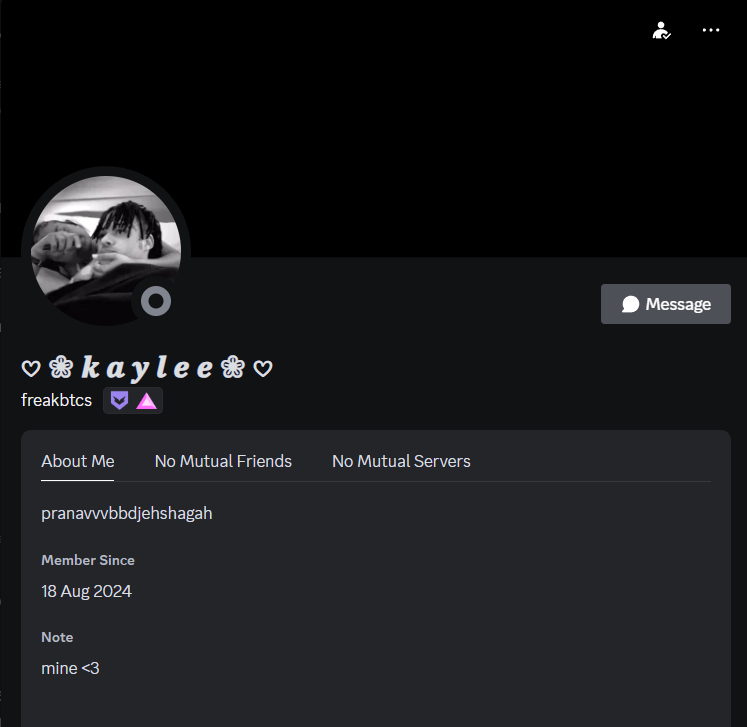 Message
♡ ❀ 𝒌 𝒂 𝒚 𝒍 𝒆 𝒆 ❀ ♡
freakbtcs
About Me No Mutual Friends No Mutual Servers
pranavvvbbdjehshagah
Member Since
18 Aug 2024
Note
mine <3